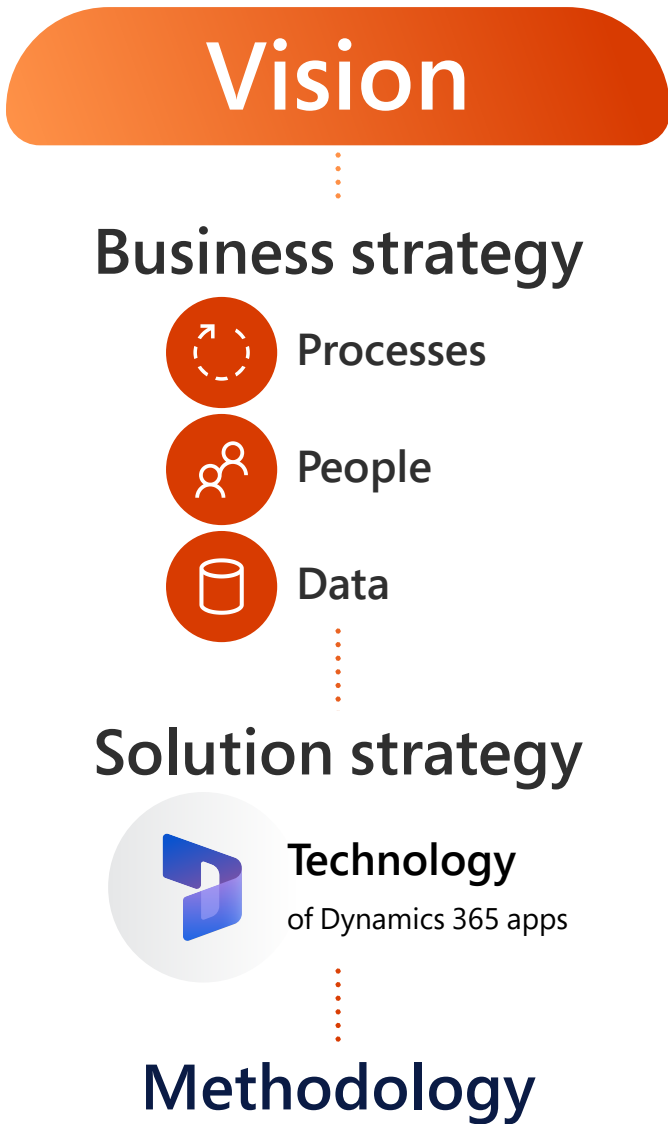 Vision
Business strategy
Processes
People
Data
Solution strategy
Technology
of Dynamics 365 apps
Methodology